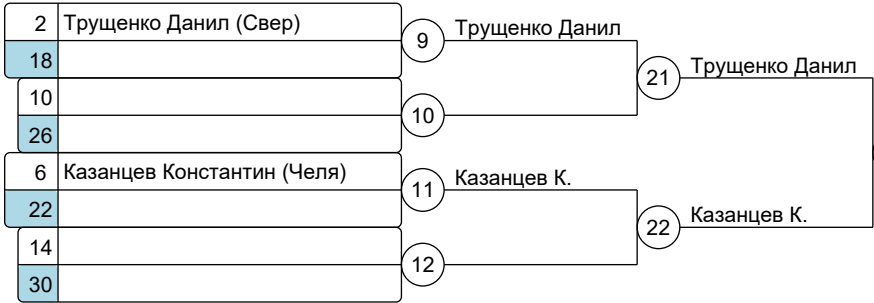 2 Трущенко Данил (Свер)
9 Трущенко Данил
18
21 Трущенко Данил
10
10
26
6 Казанцев Константин (Челя)
11 Казанцев К.
22
22 Казанцев К.
14
12
30